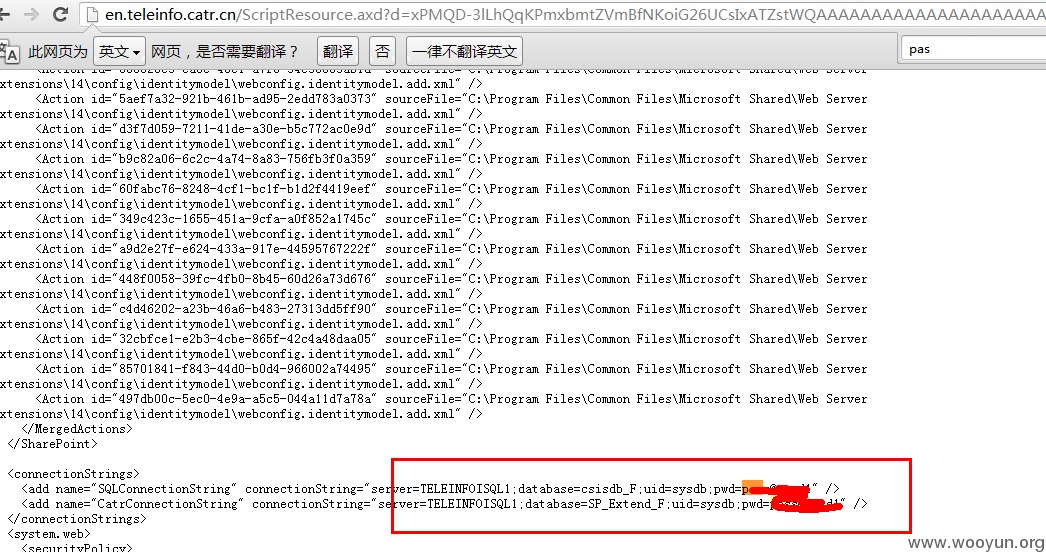 en.teleinfo.catr.cn/ScriptResource.axd?d=xPMQD-3lLhQqKPmxbmtZVmBfNKoiG26UCsIxATZstWQAAAAAAAAAAAAAAAAAAAAAA
此网页为 英文 网页，是否需要翻译？ 翻译 否 一律不翻译英文
pas
xtensions\14\config\identitymodel\webconfig.identitymodel.add.xml" />
<Action id="5aef7a32-921b-461b-ad95-2edd783a0373" sourceFile="C:\Program Files\Common Files\Microsoft Shared\Web Server
xtensions\14\config\identitymodel\webconfig.identitymodel.add.xml" />
<Action id="d3f7d059-7211-41de-a30e-b5c772ac0e9d" sourceFile="C:\Program Files\Common Files\Microsoft Shared\Web Server
xtensions\14\config\identitymodel\webconfig.identitymodel.add.xml" />
<Action id="b9c82a06-6c2c-4a74-8a83-756fb3f0a359" sourceFile="C:\Program Files\Common Files\Microsoft Shared\Web Server
xtensions\14\config\identitymodel\webconfig.identitymodel.add.xml" />
<Action id="60fabc76-8248-4cf1-bc1f-b1d2f4419eef" sourceFile="C:\Program Files\Common Files\Microsoft Shared\Web Server
xtensions\14\config\identitymodel\webconfig.identitymodel.add.xml" />
<Action id="349c423c-1655-451a-9cfa-a0f852a1745c" sourceFile="C:\Program Files\Common Files\Microsoft Shared\Web Server
xtensions\14\config\identitymodel\webconfig.identitymodel.add.xml" />
<Action id="a9d2e27f-e624-433a-917e-44595767222f" sourceFile="C:\Program Files\Common Files\Microsoft Shared\Web Server
xtensions\14\config\identitymodel\webconfig.identitymodel.add.xml" />
<Action id="448f0058-39fc-4fb0-8b45-60d26a73d676" sourceFile="C:\Program Files\Common Files\Microsoft Shared\Web Server
xtensions\14\config\identitymodel\webconfig.identitymodel.add.xml" />
<Action id="c4d46202-a23b-46a6-b483-27313dd5ff90" sourceFile="C:\Program Files\Common Files\Microsoft Shared\Web Server
xtensions\14\config\identitymodel\webconfig.identitymodel.add.xml" />
<Action id="32cbfce1-e2b3-4cbe-865f-42c4a48daa05" sourceFile="C:\Program Files\Common Files\Microsoft Shared\Web Server
xtensions\14\config\identitymodel\webconfig.identitymodel.add.xml" />
<Action id="85701841-f843-44d0-b0d4-966002a74495" sourceFile="C:\Program Files\Common Files\Microsoft Shared\Web Server
xtensions\14\config\identitymodel\webconfig.identitymodel.add.xml" />
<Action id="497db00c-5ec0-4e9a-a5c5-044a11d7a78a" sourceFile="C:\Program Files\Common Files\Microsoft Shared\Web Server
xtensions\14\config\identitymodel\webconfig.identitymodel.add.xml" />
</MergedActions>
</SharePoint>
<connectionStrings>
<add name="SQLConnectionString" connectionString="server=TELEINFOISQL1;database=csisdb_F;uid=sysdb;pwd= />
<add name="CatrConnectionString" connectionString="server=TELEINFOISQL1;database=SP_Extend_F;uid=sysdb;pwd= />
</connectionStrings>
<system.web>
<securityPolicy>
www.wooyun.org